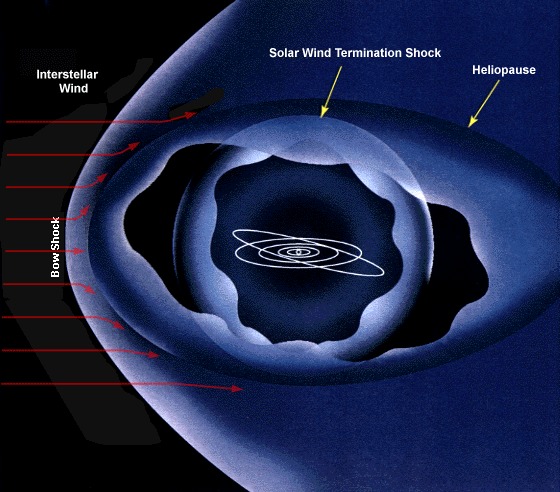 Solar Wind Termination Shock
Interstellar
Wind
Heliopause
Bow Shock